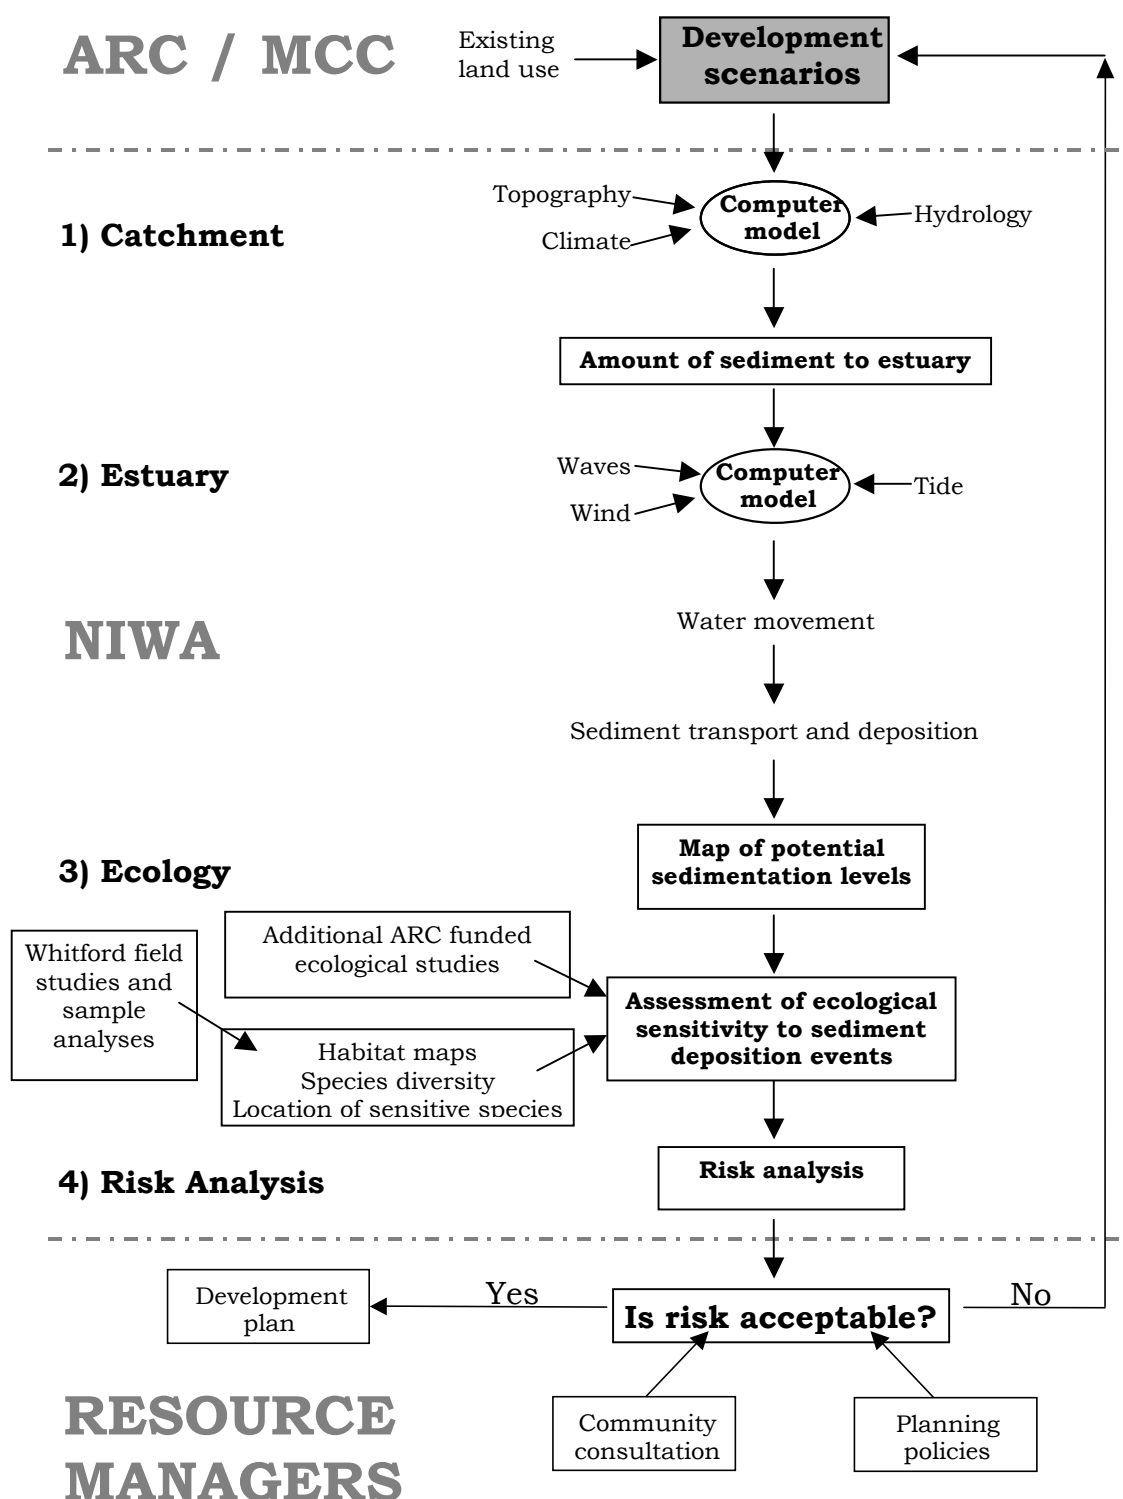 ARC / MCC
Existing
land use
Development
scenarios
1) Catchment
Topography
Climate
Computer
model
Hydrology
Amount of sediment to estuary
2) Estuary
Waves
Wind
Computer
model
Tide
NIWA
Water movement
Sediment transport and deposition
3) Ecology
Map of potential
sedimentation levels
Whitford field
studies and
sample
analyses
Additional ARC funded
ecological studies
Habitat maps
Species diversity
Location of sensitive species
Assessment of ecological
sensitivity to sediment
deposition events
4) Risk Analysis
Risk analysis
Development
plan
Yes
Is risk acceptable?
No
RESOURCE
MANAGERS
Community
consultation
Planning
policies